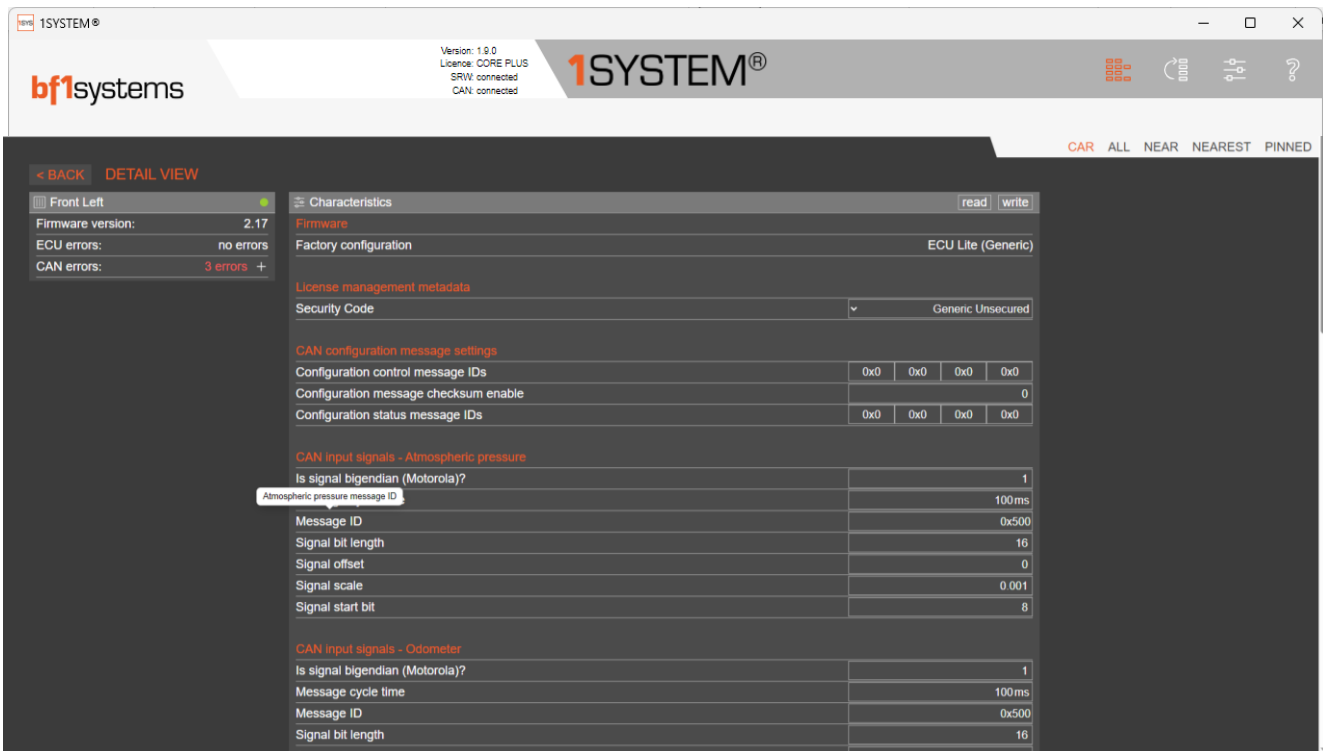 1SYS 1SYSTEM®
Version: 1.9.0
Licence: CORE PLUS
SRW: connected
CAN: connected
bf1systems
1SYSTEM®
CAR ALL NEAR NEAREST PINNED
< BACK DETAIL VIEW
Front Left
Firmware version: 2.17
ECU errors: no errors
CAN errors: 3 errors +
Characteristics read write
Firmware
Factory configuration ECU Lite (Generic)
License management metadata
Security Code Generic Unsecured
CAN configuration message settings
Configuration control message IDs 0x0 0x0 0x0 0x0
Configuration message checksum enable 0
Configuration status message IDs 0x0 0x0 0x0 0x0
CAN input signals - Atmospheric pressure
Is signal bigendian (Motorola)? 1
Atmospheric pressure message ID
100ms
Message ID 0x500
Signal bit length 16
Signal offset 0
Signal scale 0.001
Signal start bit 8
CAN input signals - Odometer
Is signal bigendian (Motorola)? 1
Message cycle time 100ms
Message ID 0x500
Signal bit length 16